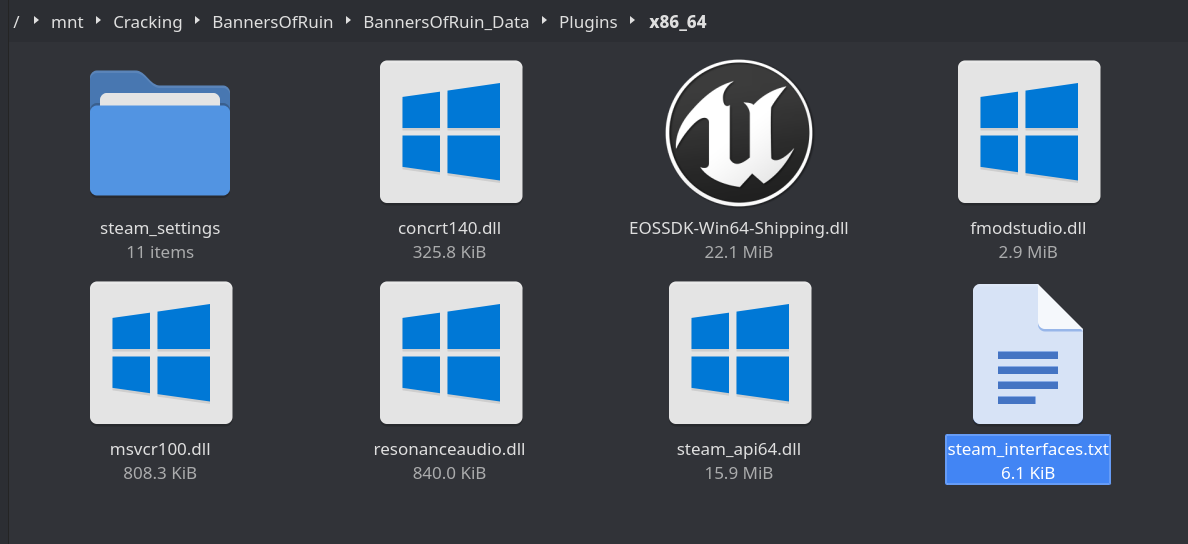 / mnt Cracking BannersOfRuin BannersOfRuin_Data Plugins x86_64
steam_settings
11 items
concrt140.dll
325.8 KiB
EOSSDK-Win64-Shipping.dll
22.1 MiB
fmodstudio.dll
2.9 MiB
msvcr100.dll
808.3 KiB
resonanceaudio.dll
840.0 KiB
steam_api64.dll
15.9 MiB
steam_interfaces.txt
6.1 KiB